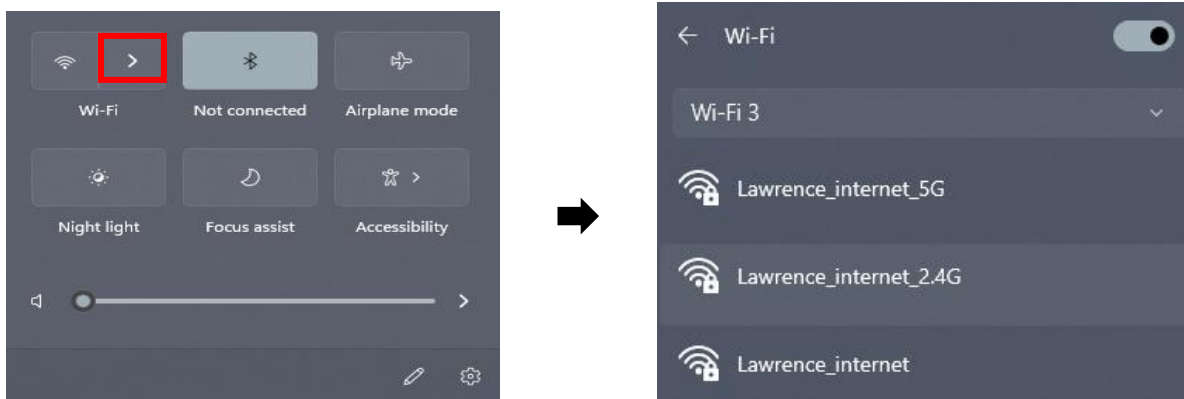 Wi-Fi
Not connected
Airplane mode
Night light
Focus assist
Accessibility
Wi-Fi
Wi-Fi 3
Lawrence_internet_5G
Lawrence_internet_2.4G
Lawrence_internet